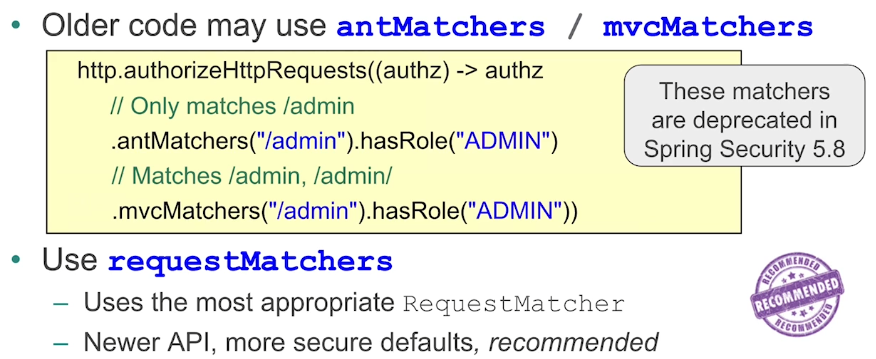 • Older code may use antMatchers / mvcMatchers
http.authorizeHttpRequests((authz) -> authz
// Only matches /admin
.antMatchers("/admin").hasRole("ADMIN")
// Matches /admin, /admin/
.mvcMatchers("/admin").hasRole("ADMIN"))
These matchers
are deprecated in
Spring Security 5.8
• Use requestMatchers
– Uses the most appropriate RequestMatcher
– Newer API, more secure defaults, recommended
RECOMMENDED
RECOMMENDED
RECOMMENDED